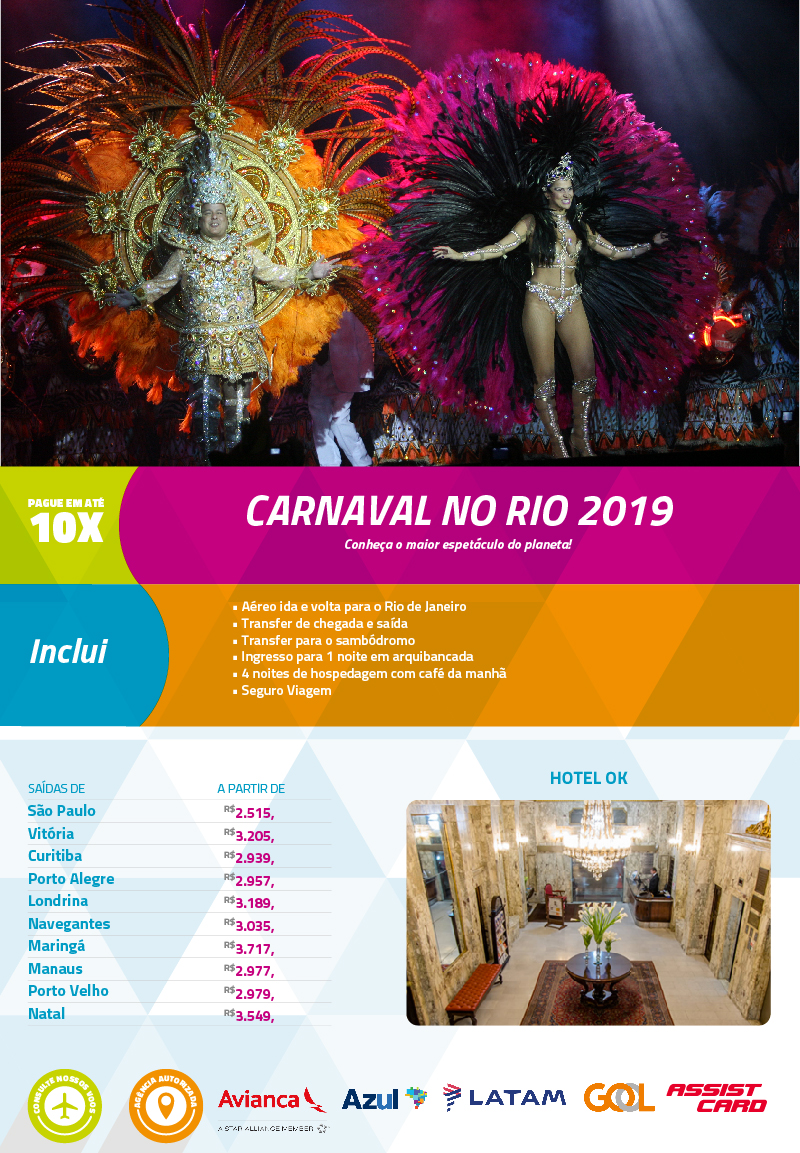 PAGUE EM ATÉ
10X
CARNAVAL NO RIO 2019
Conheça o maior espetáculo do planeta!
Inclui
• Aéreo ida e volta para o Rio de Janeiro
• Transfer de chegada e saída
• Transfer para o sambódromo
• Ingresso para 1 noite em arquibancada
• 4 noites de hospedagem com café da manhã
• Seguro Viagem
SAÍDAS DE A PARTIR DE
São Paulo R$2.515,
Vitória R$3.205,
Curitiba R$2.939,
Porto Alegre R$2.957,
Londrina R$3.189,
Navegantes R$3.035,
Maringá R$3.717,
Manaus R$2.977,
Porto Velho R$2.979,
Natal R$3.549,
HOTEL OK
CONSULTE NOSSOS VOOS
AGÊNCIA AUTORIZADA
Avianca
A STAR ALLIANCE MEMBER
Azul
LATAM
GOL
ASSIST
CARD